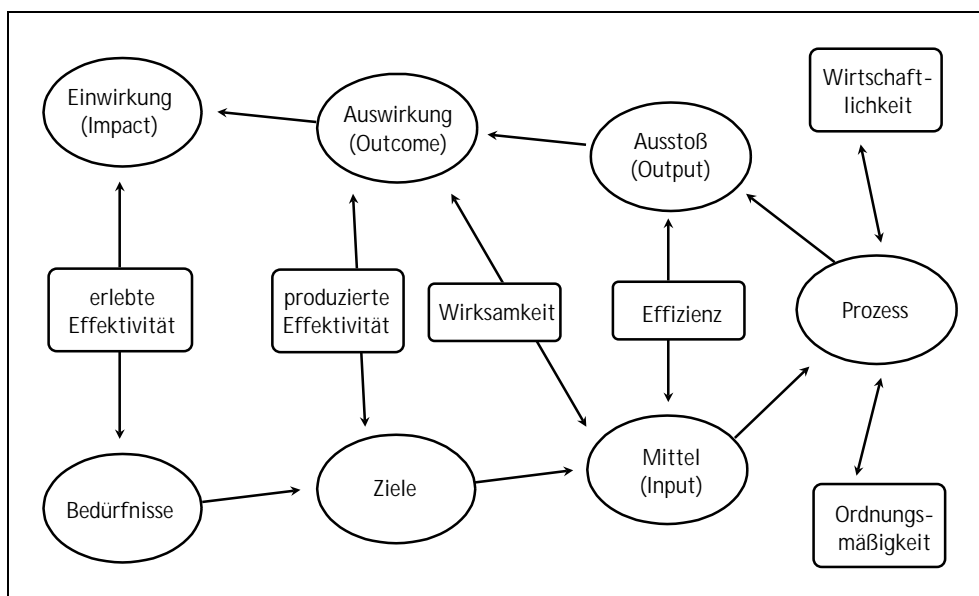 Einwirkung
(Impact)
Auswirkung
(Outcome)
Ausstoß
(Output)
Wirtschaft-
lichkeit
erlebte
Effektivität
produzierte
Effektivität
Wirksamkeit
Effizienz
Prozess
Bedürfnisse
Ziele
Mittel
(Input)
Ordnungs-
mäßigkeit